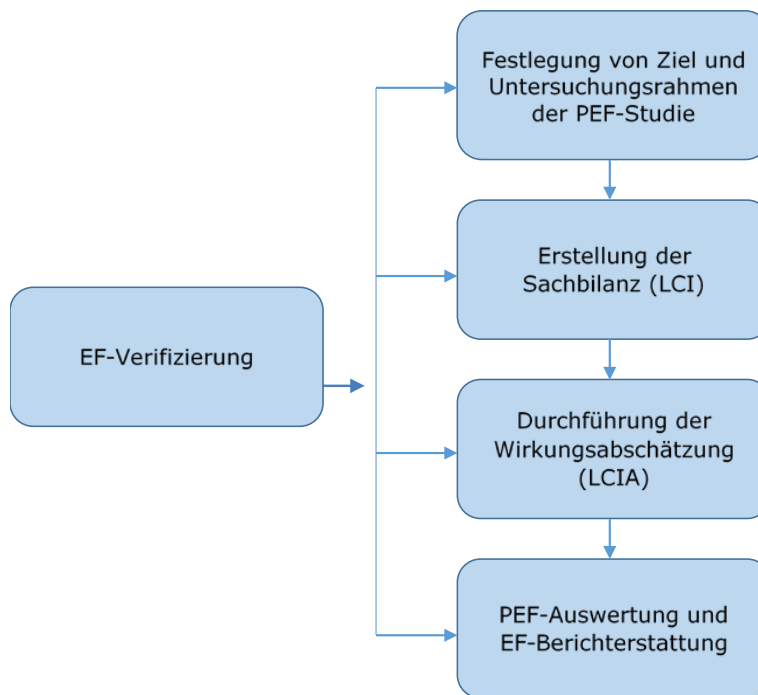 Festlegung von Ziel und
Untersuchungsrahmen
der PEF-Studie
Erstellung der
Sachbilanz (LCI)
EF-Verifizierung
Durchführung der
Wirkungsabschätzung
(LCIA)
PEF-Auswertung und
EF-Berichterstattung